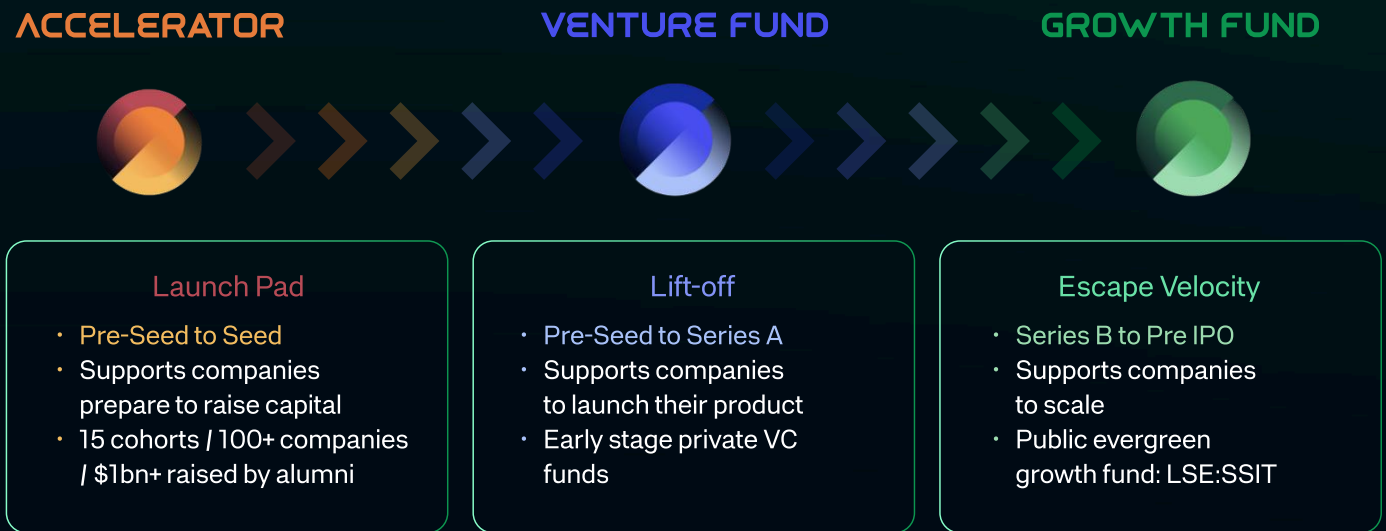 ACCELERATOR
VENTURE FUND
GROWTH FUND
Launch Pad
• Pre-Seed to Seed
• Supports companies
prepare to raise capital
• 15 cohorts / 100+ companies
/ $1bn+ raised by alumni
Lift-off
• Pre-Seed to Series A
• Supports companies
to launch their product
• Early stage private VC
funds
Escape Velocity
• Series B to Pre IPO
• Supports companies
to scale
• Public evergreen
growth fund: LSE:SSIT